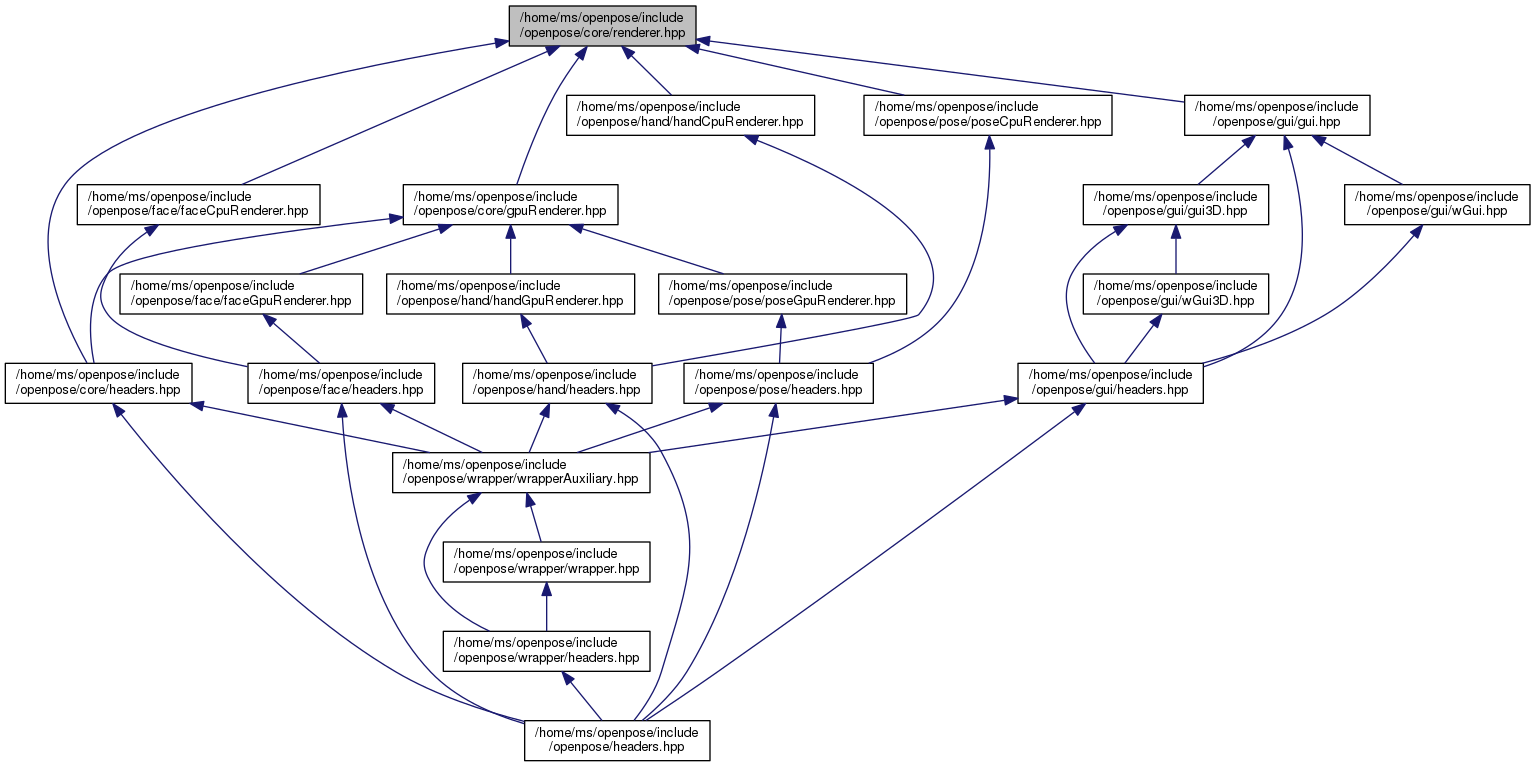 /home/ms/openpose/include
/openpose/core/renderer.hpp
/home/ms/openpose/include
/openpose/hand/handCpuRenderer.hpp
/home/ms/openpose/include
/openpose/pose/poseCpuRenderer.hpp
/home/ms/openpose/include
/openpose/gui/gui.hpp
/home/ms/openpose/include
/openpose/face/faceCpuRenderer.hpp
/home/ms/openpose/include
/openpose/core/gpuRenderer.hpp
/home/ms/openpose/include
/openpose/gui/gui3D.hpp
/home/ms/openpose/include
/openpose/gui/wGui.hpp
/home/ms/openpose/include
/openpose/face/faceGpuRenderer.hpp
/home/ms/openpose/include
/openpose/hand/handGpuRenderer.hpp
/home/ms/openpose/include
/openpose/pose/poseGpuRenderer.hpp
/home/ms/openpose/include
/openpose/gui/wGui3D.hpp
/home/ms/openpose/include
/openpose/core/headers.hpp
/home/ms/openpose/include
/openpose/face/headers.hpp
/home/ms/openpose/include
/openpose/hand/headers.hpp
/home/ms/openpose/include
/openpose/pose/headers.hpp
/home/ms/openpose/include
/openpose/gui/headers.hpp
/home/ms/openpose/include
/openpose/wrapper/wrapperAuxiliary.hpp
/home/ms/openpose/include
/openpose/wrapper/wrapper.hpp
/home/ms/openpose/include
/openpose/wrapper/headers.hpp
/home/ms/openpose/include
/openpose/headers.hpp